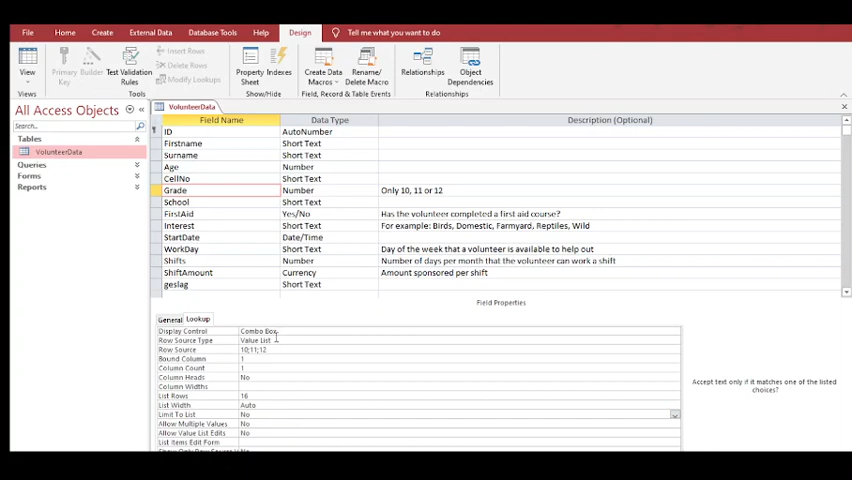 File Home Create External Data Database Tools Help Design Tell me what you want to do
View
Primary Key
Builder
Test Validation Rules
Insert Rows
Delete Rows
Modify Lookups
Property Sheet
Indexes
Create Data Macros
Rename/ Delete Macro
Relationships
Object Dependencies
Views Tools Show/Hide Field, Record & Table Events Relationships
All Access Objects
Search...
Tables
VolunteerData
Queries
Forms
Reports
VolunteerData
Field Name Data Type Description (Optional)
ID AutoNumber
Firstname Short Text
Surname Short Text
Age Number
CellNo Short Text
Grade Number Only 10, 11 or 12
School Short Text
FirstAid Yes/No Has the volunteer completed a first aid course?
Interest Short Text For example: Birds, Domestic, Farmyard, Reptiles, Wild
StartDate Date/Time
WorkDay Short Text Day of the week that a volunteer is available to help out
Shifts Number Number of days per month that the volunteer can work a shift
ShiftAmount Currency Amount sponsored per shift
geslag Short Text
Field Properties
General Lookup
Display Control Combo Box
Row Source Type Value List
Row Source 10;11;12
Bound Column 1
Column Count 1
Column Heads No
Column Widths
List Rows 16
List Width Auto
Limit To List No
Allow Multiple Values No
Allow Value List Edits No
List Items Edit Form
Show Only Row Source V No
Accept text only if it matches one of the listed
choices?